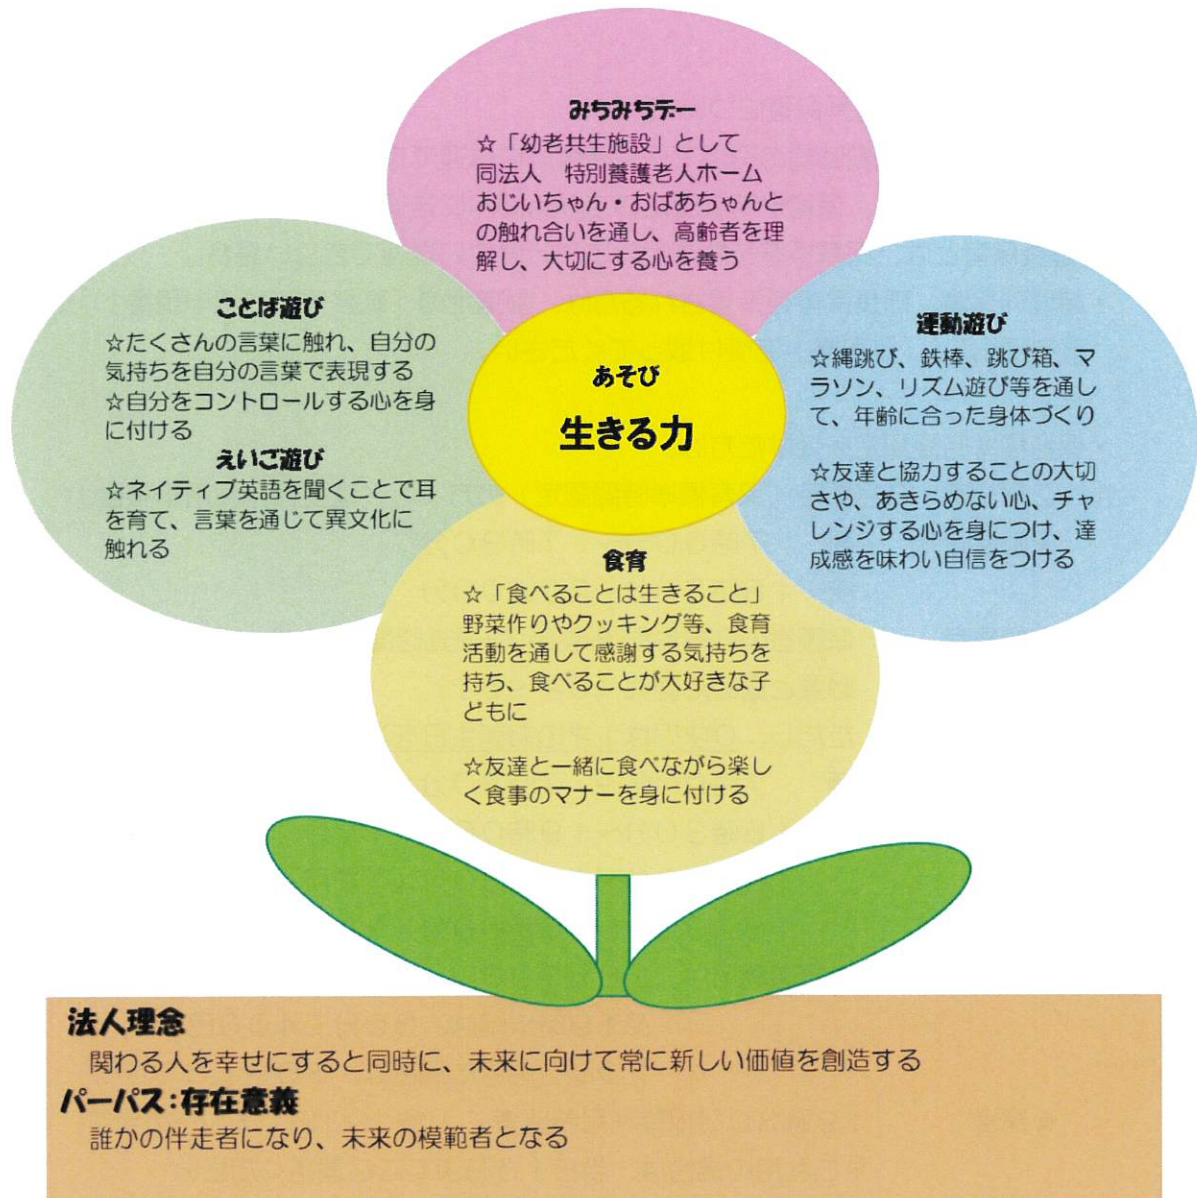 みちみちデー
☆「幼老共生施設」として
同法人　特別養護老人ホーム
おじいちゃん・おばあちゃんと
の触れ合いを通し、高齢者を理
解し、大切にする心を養う
ことば遊び
☆たくさんの言葉に触れ、自分の
気持ちを自分の言葉で表現する
☆自分をコントロールする心を身
に付ける
えいご遊び
☆ネイティブ英語を聞くことで耳
を育て、言葉を通じて異文化に
触れる
あそび
生きる力
運動遊び
☆縄跳び、鉄棒、跳び箱、マ
ラソン、リズム遊び等を通し
て、年齢に合った身体づくり
☆友達と協力することの大切
さや、あきらめない心、チャ
レンジする心を身につけ、達
成感を味わい自信をつける
食育
☆「食べることは生きること」
野菜作りやクッキング等、食育
活動を通して感謝する気持ちを
持ち、食べることが大好きな子
どもに
☆友達と一緒に食べながら楽し
く食事のマナーを身に付ける
法人理念
関わる人を幸せにすると同時に、未来に向けて常に新しい価値を創造する
パーパス：存在意義
誰かの伴走者になり、未来の模範者となる